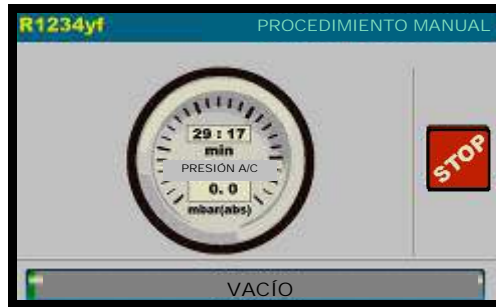 R1234yf
PROCEDIMIENTO MANUAL
29 : 17
min
PRESIÓN A/C
0. 0
mbar(abs)
STOP
VACÍO